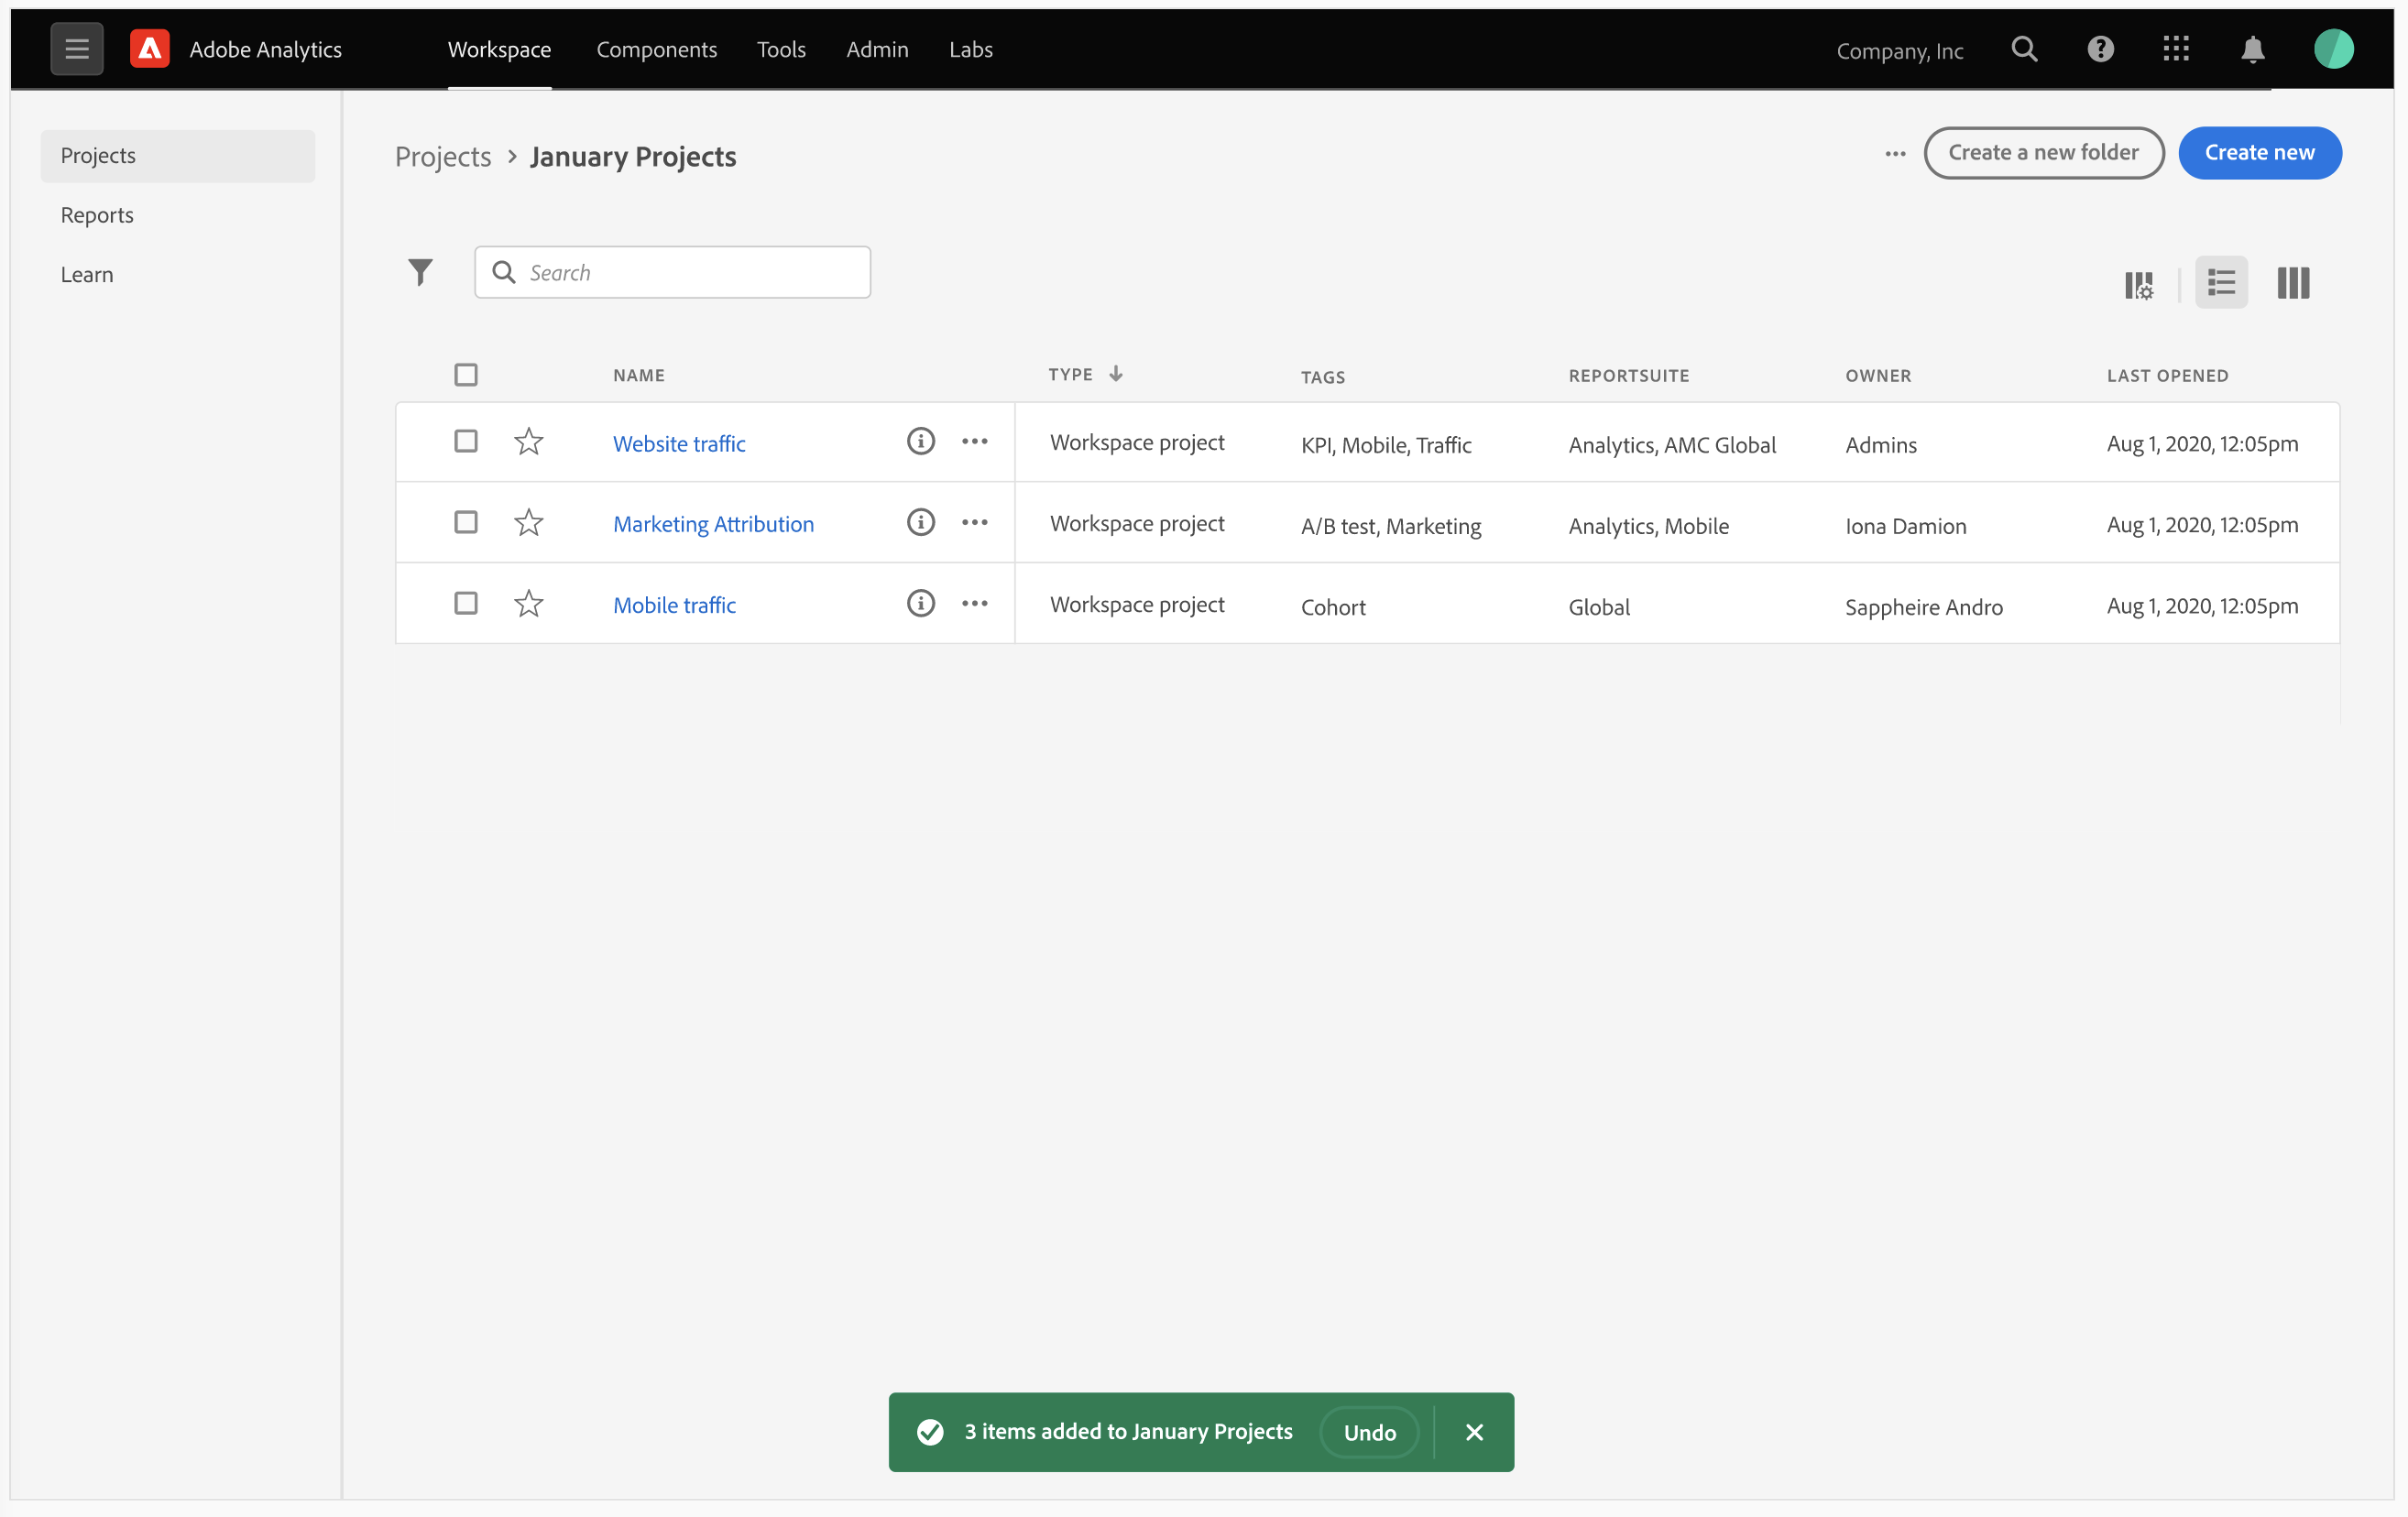 Adobe Analytics Workspace Components Tools Admin Labs Company, Inc
Projects
Reports
Learn
Projects > January Projects
Create a new folder
Create new
Search
NAME TYPE TAGS REPORTSUITE OWNER LAST OPENED
Website traffic Workspace project KPI, Mobile, Traffic Analytics, AMC Global Admins Aug 1, 2020, 12:05pm
Marketing Attribution Workspace project A/B test, Marketing Analytics, Mobile Iona Damion Aug 1, 2020, 12:05pm
Mobile traffic Workspace project Cohort Global Sappheire Andro Aug 1, 2020, 12:05pm
3 items added to January Projects Undo